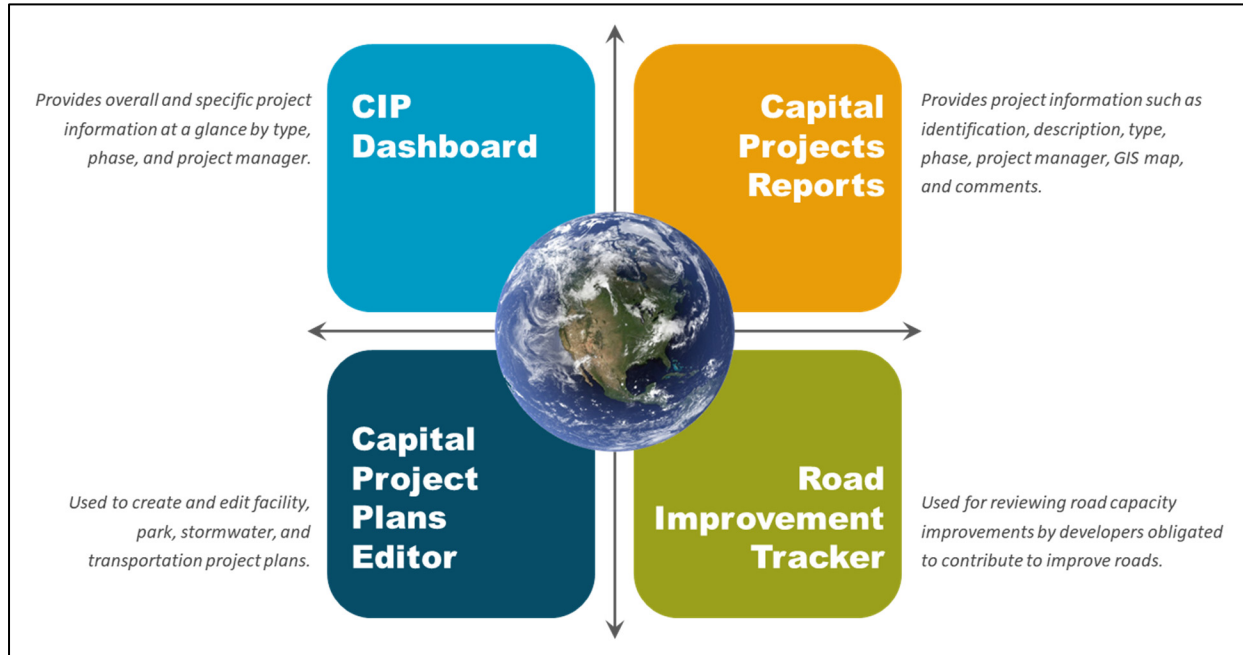 Provides overall and specific project
information at a glance by type,
phase, and project manager.
CIP
Dashboard
Capital
Projects
Reports
Provides project information such as
identification, description, type,
phase, project manager, GIS map,
and comments.
Used to create and edit facility,
park, stormwater, and
transportation project plans.
Capital
Project
Plans
Editor
Road
Improvement
Tracker
Used for reviewing road capacity
improvements by developers obligated
to contribute to improve roads.